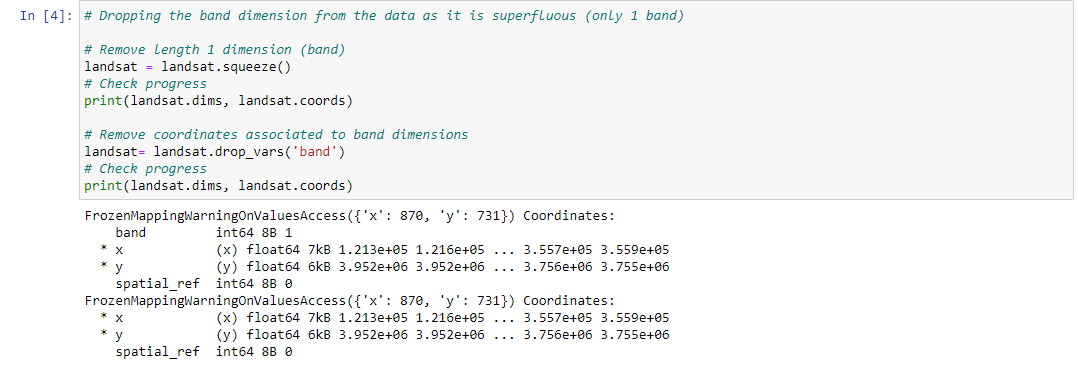 In [4]: # Dropping the band dimension from the data as it is superfluous (only 1 band)
# Remove length 1 dimension (band)
landsat = landsat.squeeze()
# Check progress
print(landsat.dims, landsat.coords)
# Remove coordinates associated to band dimensions
landsat= landsat.drop_vars('band')
# Check progress
print(landsat.dims, landsat.coords)
FrozenMappingWarningOnValuesAccess({'x': 870, 'y': 731}) Coordinates:
    band         int64 8B 1
  * x            (x) float64 7kB 1.213e+05 1.216e+05 ... 3.557e+05 3.559e+05
  * y            (y) float64 6kB 3.952e+06 3.952e+06 ... 3.756e+06 3.755e+06
    spatial_ref  int64 8B 0
FrozenMappingWarningOnValuesAccess({'x': 870, 'y': 731}) Coordinates:
  * x            (x) float64 7kB 1.213e+05 1.216e+05 ... 3.557e+05 3.559e+05
  * y            (y) float64 6kB 3.952e+06 3.952e+06 ... 3.756e+06 3.755e+06
    spatial_ref  int64 8B 0